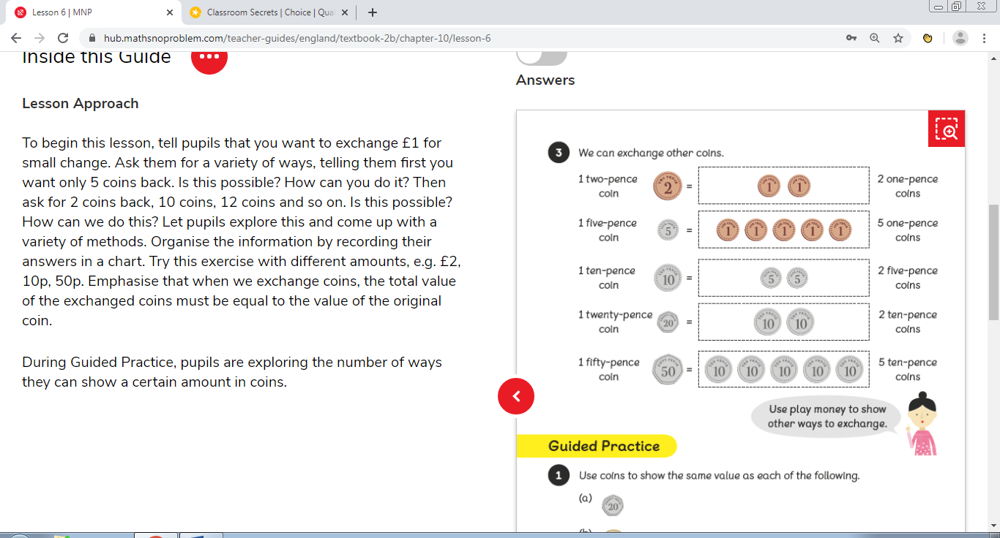 Lesson 6 | MNP
Classroom Secrets | Choice | Qua
hub.mathsnoproblem.com/teacher-guides/england/textbook-2b/chapter-10/lesson-6
Inside this Guide
Lesson Approach
To begin this lesson, tell pupils that you want to exchange £1 for
small change. Ask them for a variety of ways, telling them first you
want only 5 coins back. Is this possible? How can you do it? Then
ask for 2 coins back, 10 coins, 12 coins and so on. Is this possible?
How can we do this? Let pupils explore this and come up with a
variety of methods. Organise the information by recording their
answers in a chart. Try this exercise with different amounts, e.g. £2,
10p, 50p. Emphasise that when we exchange coins, the total value
of the exchanged coins must be equal to the value of the original
coin.
During Guided Practice, pupils are exploring the number of ways
they can show a certain amount in coins.
Answers
3 We can exchange other coins.
1 two-pence
coin
2 = 1 1
2 one-pence
coins
1 five-pence
coin
5 = 1 1 1 1 1
5 one-pence
coins
1 ten-pence
coin
10 = 5 5
2 five-pence
coins
1 twenty-pence
coin
20 = 10 10
2 ten-pence
coins
1 fifty-pence
coin
50 = 10 10 10 10 10
5 ten-pence
coins
Use play money to show
other ways to exchange.
Guided Practice
1 Use coins to show the same value as each of the following.
(a) 20